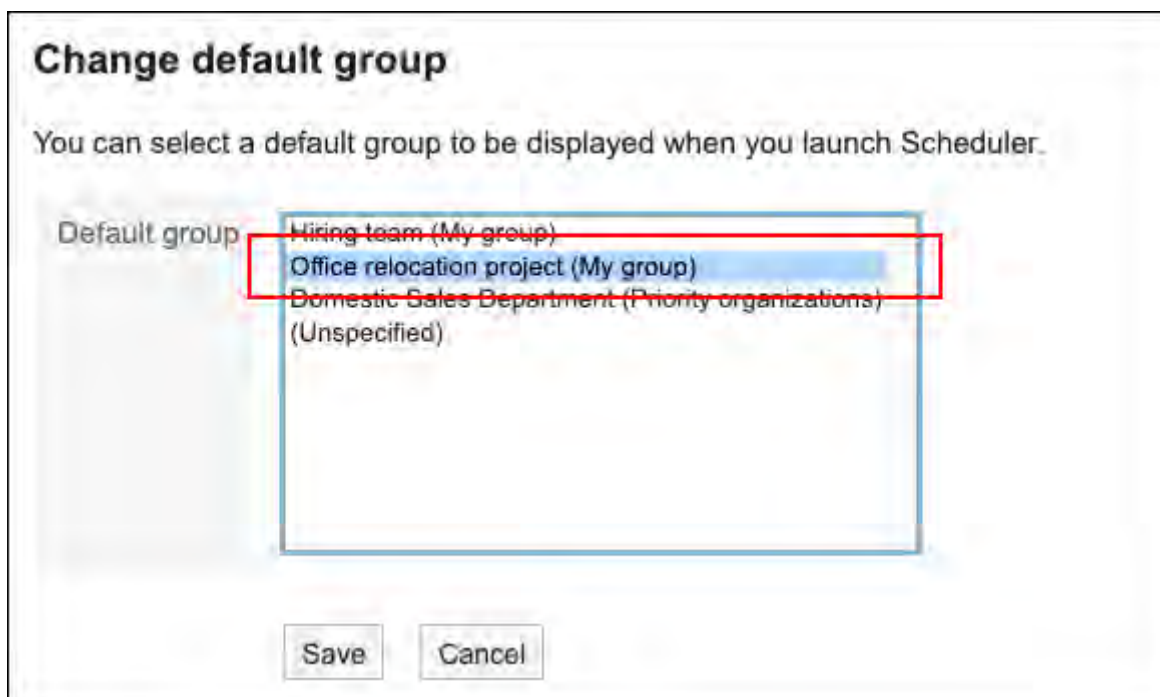 Change default group
You can select a default group to be displayed when you launch Scheduler.
Default group
Hiring team (My group)
Office relocation project (My group)
Domestic Sales Department (Priority organizations)
(Unspecified)
Save
Cancel